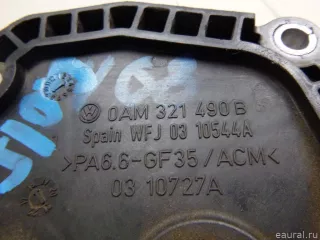 0AM 321 490 B
Spain WFJ 03 10544A
>PA6.6-GF35/ACM<
03 10727A
eaural.ru